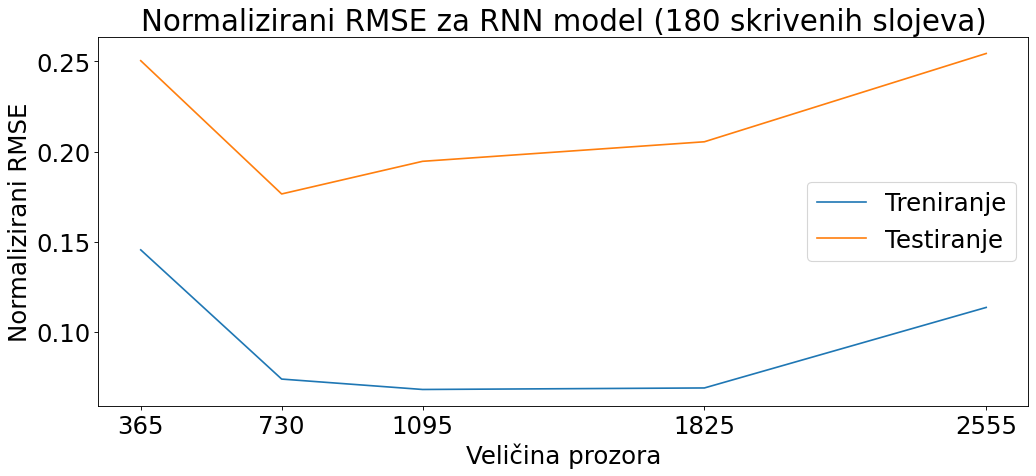 Normalizirani RMSE za RNN model (180 skrivenih slojeva)
Normalizirani RMSE
0.25
0.20
0.15
0.10
Treniranje
Testiranje
365 730 1095 1825 2555
Veličina prozora